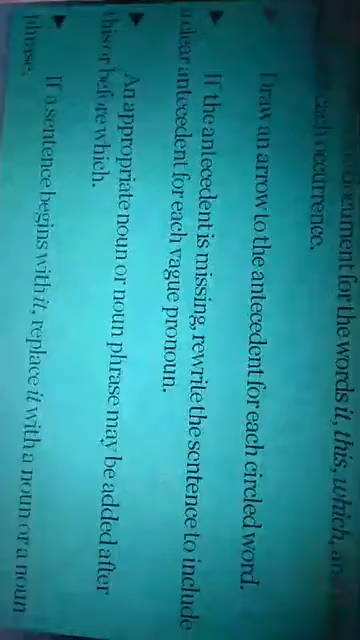 document for the words it, this, which, and
each occurrence.
Draw an arrow to the antecedent for each circled word.
If the antecedent is missing, rewrite the sentence to include
a clear antecedent for each vague pronoun.
An appropriate noun or noun phrase may be added after
this or before which.
If a sentence begins with it, replace it with a noun or a noun
phrase.